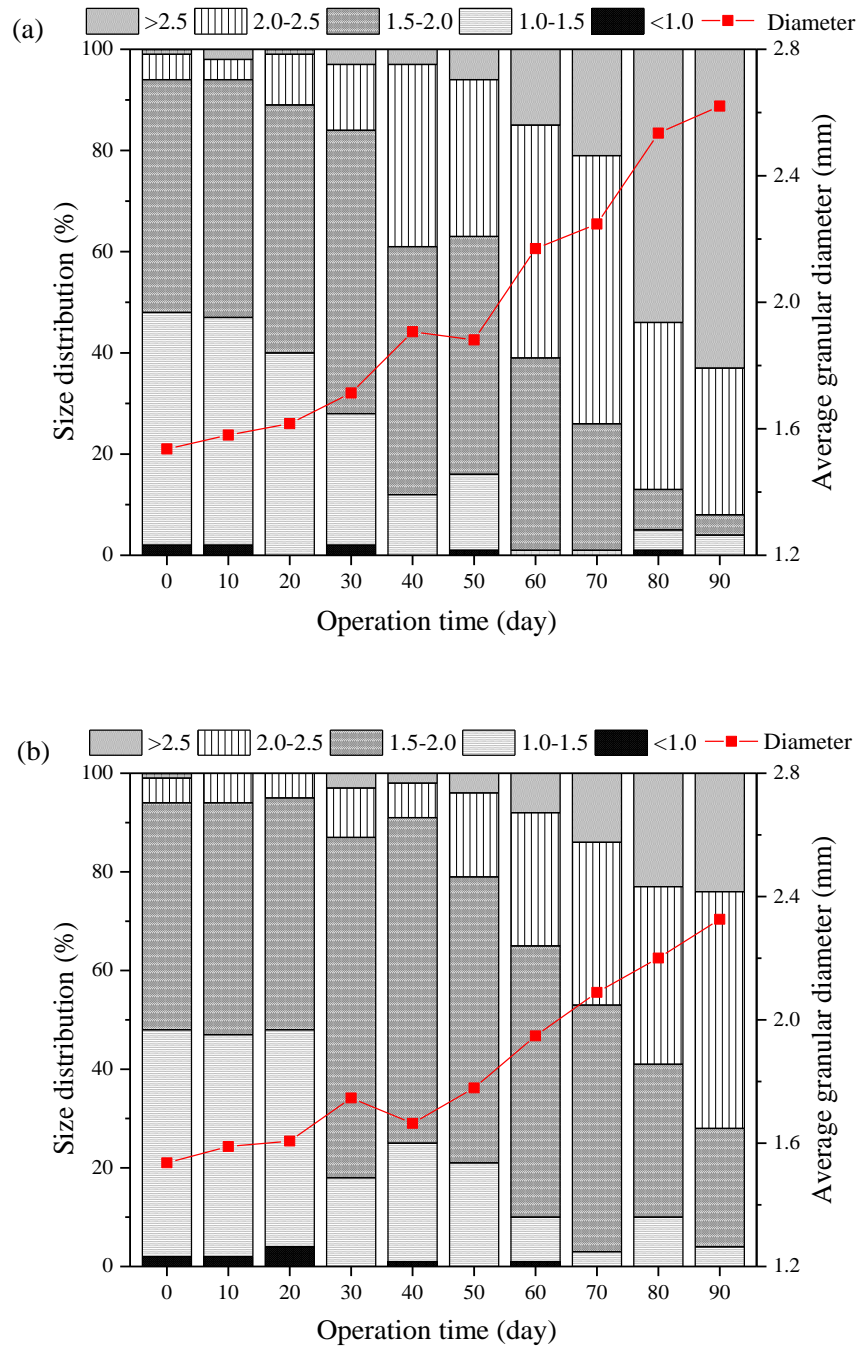 (a) >2.5 2.0-2.5 1.5-2.0 1.0-1.5 <1.0 Diameter
100
80
60
40
20
0
Size distribution (%)
2.8
2.4
2.0
1.6
1.2
Average granular diameter (mm)
0 10 20 30 40 50 60 70 80 90
Operation time (day)
(b) >2.5 2.0-2.5 1.5-2.0 1.0-1.5 <1.0 Diameter
100
80
60
40
20
0
Size distribution (%)
2.8
2.4
2.0
1.6
1.2
Average granular diameter (mm)
0 10 20 30 40 50 60 70 80 90
Operation time (day)